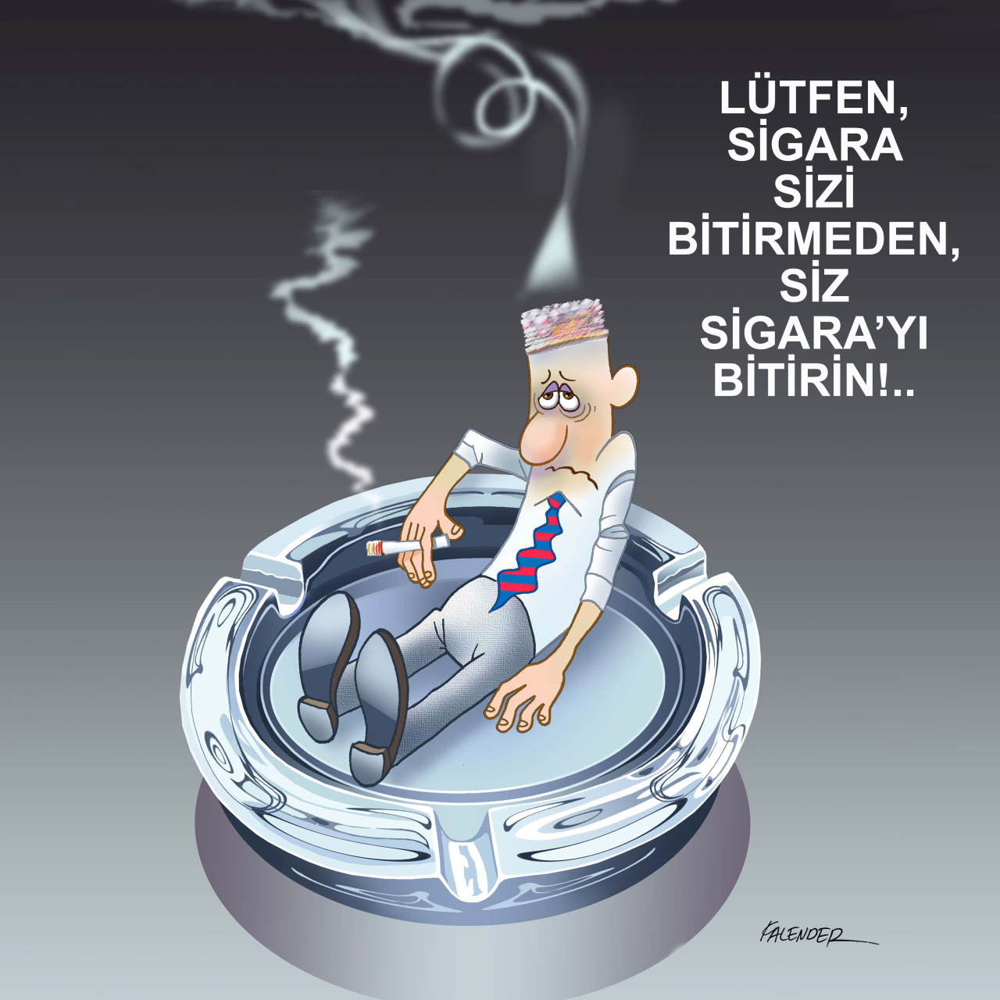 LÜTFEN,
SİGARA
SİZİ
BİTİRMEDEN,
SİZ
SİGARA’YI
BİTİRİN!..
KALENDER